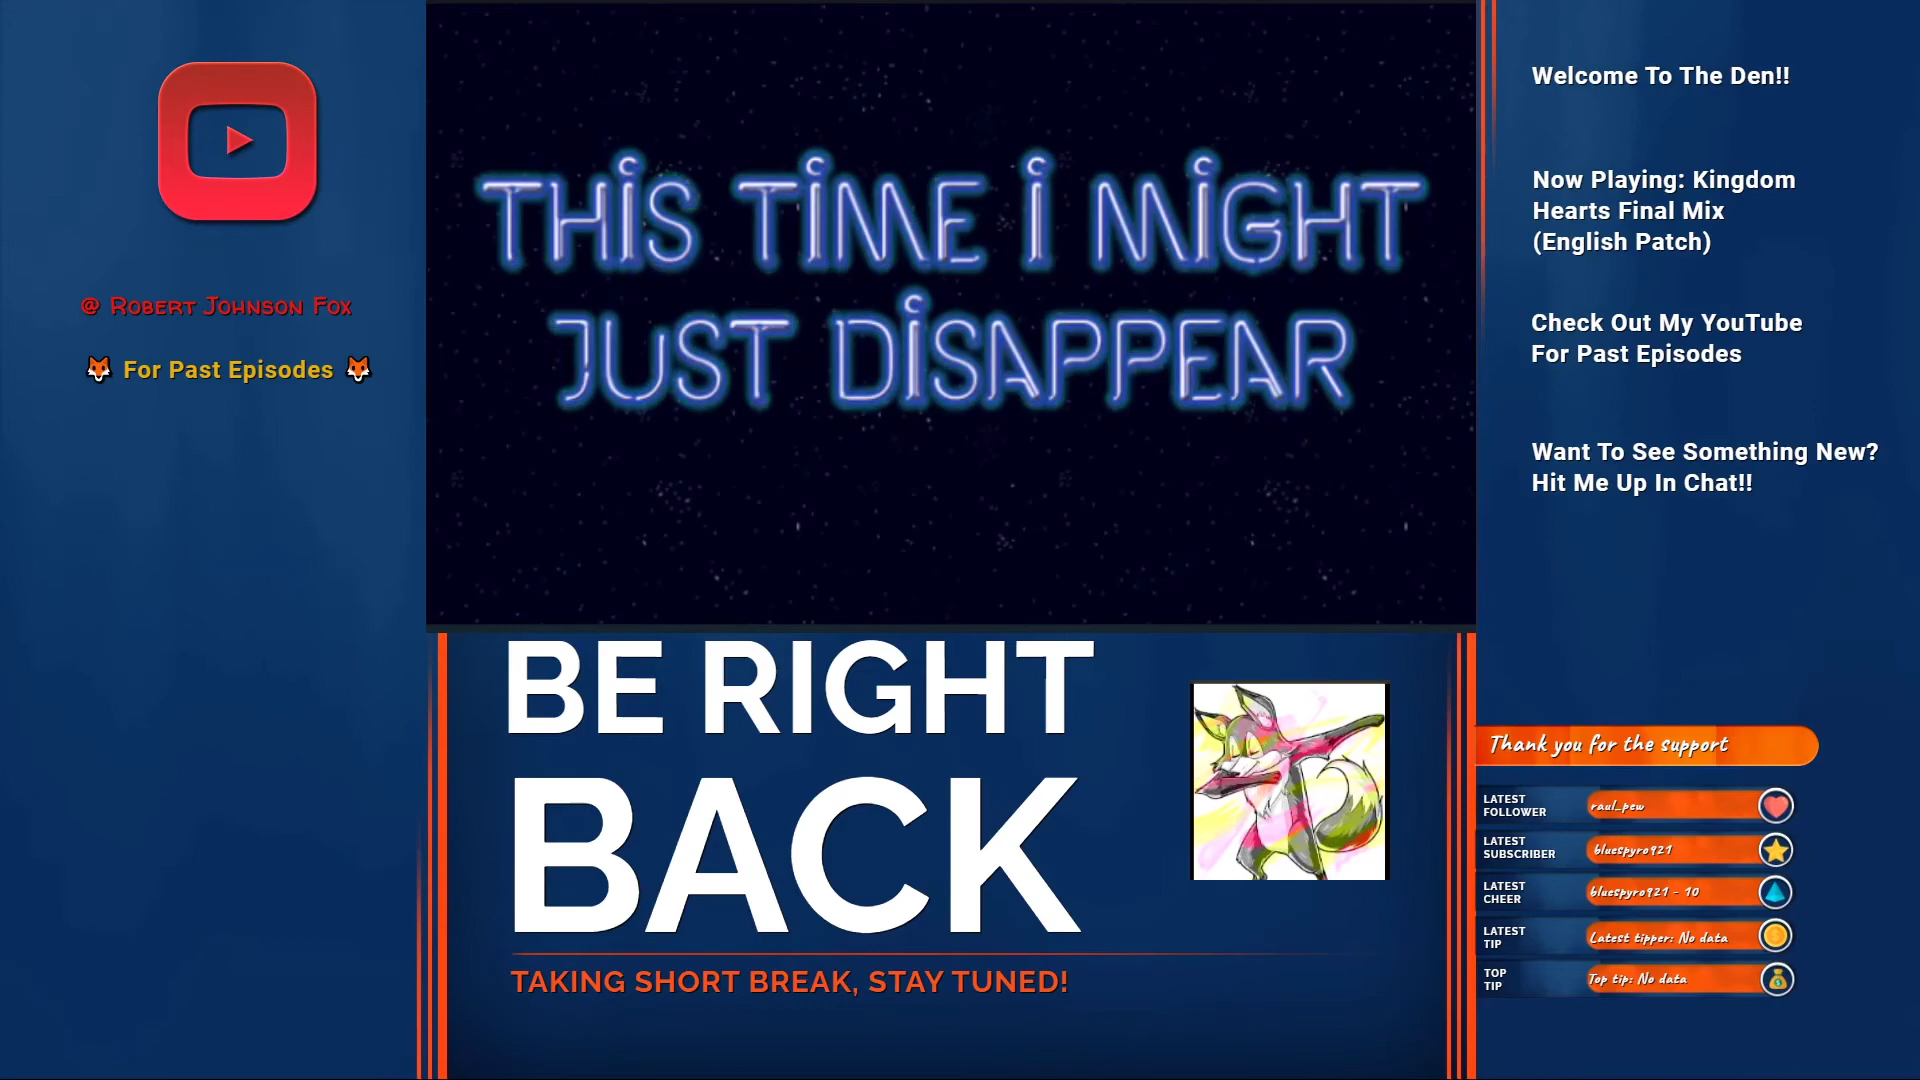 @ Robert Johnson Fox
For Past Episodes
THiS TiME i MiGHT
JUST DiSAPPEAR
BE RIGHT
BACK
TAKING SHORT BREAK, STAY TUNED!
Welcome To The Den!!
Now Playing: Kingdom
Hearts Final Mix
(English Patch)
Check Out My YouTube
For Past Episodes
Want To See Something New?
Hit Me Up In Chat!!
Thank you for the support
LATEST
FOLLOWER
raul_pew
LATEST
SUBSCRIBER
bluespyro921
LATEST
CHEER
bluespyro921 - 10
LATEST
TIP
Latest tipper: No data
TOP
TIP
Top tip: No data